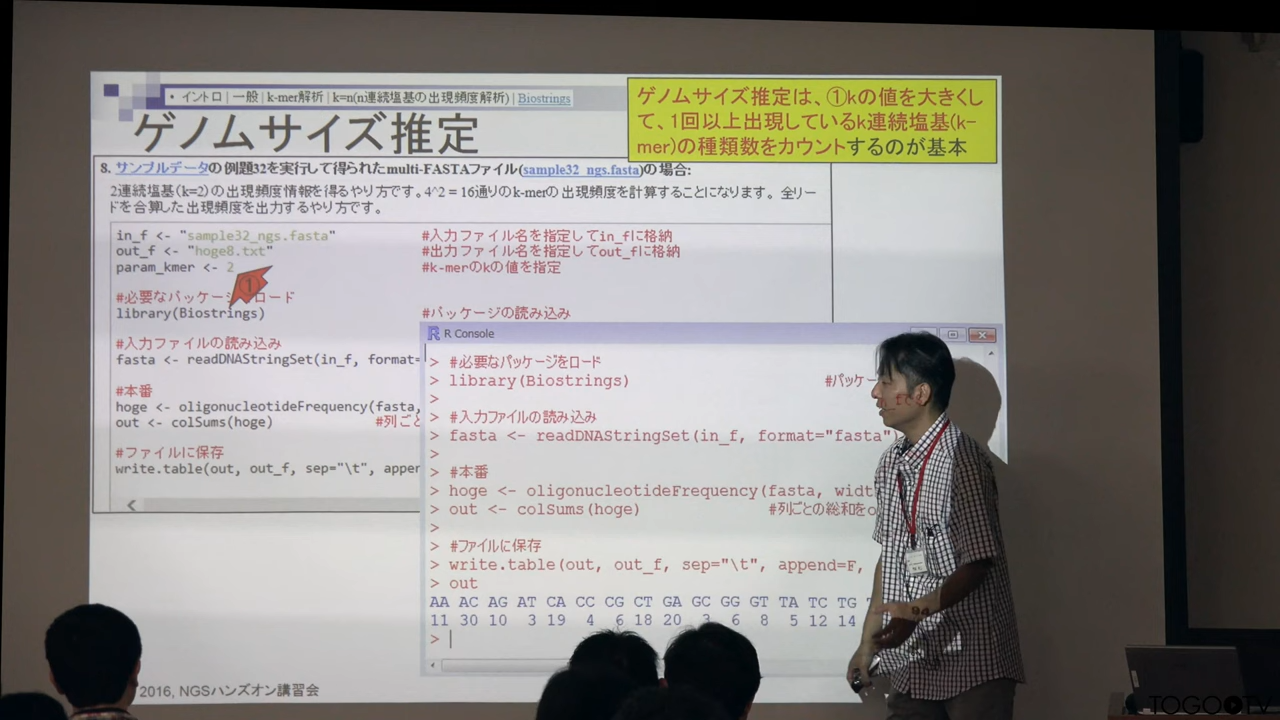 • イントロ | 一般 | k-mer解析 | k=n(n連続塩基の出現頻度解析) | Biostrings
ゲノムサイズ推定
ゲノムサイズ推定は、①kの値を大きくし
て、1回以上出現しているk連続塩基(k-
mer)の種類数をカウントするのが基本
8. サンプルデータの例題32を実行して得られたmulti-FASTAファイル(sample32_ngs.fasta)の場合:
2連続塩基(k=2)の出現頻度情報を得るやり方です。4^2 = 16通りのk-merの出現頻度を計算することになります。 全リー
ドを合算した出現頻度を出力するやり方です。
in_f <- "sample32_ngs.fasta" #入力ファイル名を指定してin_fに格納
out_f <- "hoge8.txt" #出力ファイル名を指定してout_fに格納
param_kmer <- 2 #k-merのkの値を指定
①
#必要なパッケージ ロード
library(Biostrings) #パッケージの読み込み
#入力ファイルの読み込み
fasta <- readDNAStringSet(in_f, format=
#本番
hoge <- oligonucleotideFrequency(fasta,
out <- colSums(hoge) #列ごと
#ファイルに保存
write.table(out, out_f, sep="\t", appen
R Console
> #必要なパッケージをロード
> library(Biostrings) #パッケー
>
> #入力ファイルの読み込み
> fasta <- readDNAStringSet(in_f, format="fasta")
>
> #本番
> hoge <- oligonucleotideFrequency(fasta, widt
> out <- colSums(hoge) #列ごとの総和をo
>
> #ファイルに保存
> write.table(out, out_f, sep="\t", append=F,
> out
AA AC AG AT CA CC CG CT GA GC GG GT TA TC TG
11 30 10 3 19 4 6 18 20 3 6 8 5 12 14
>
2016, NGSハンズオン講習会
TOGOTV